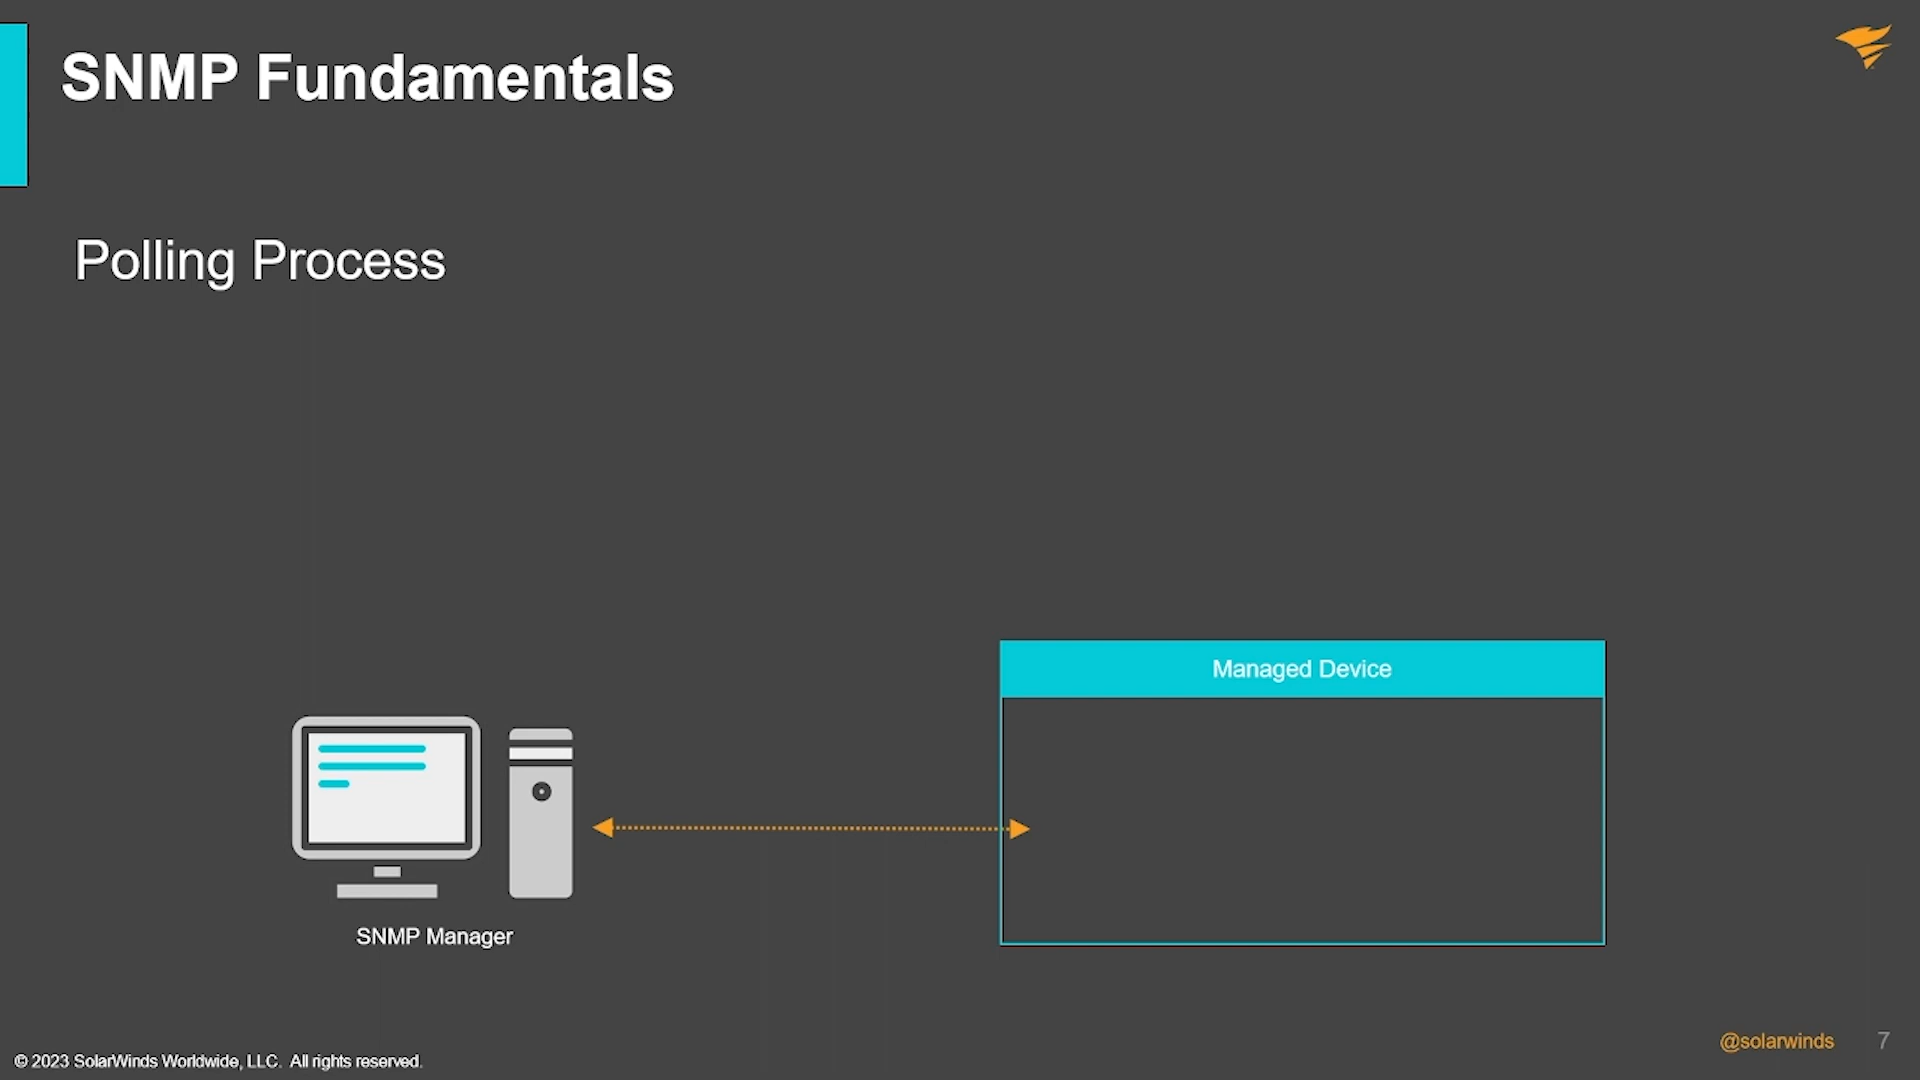 SNMP Fundamentals
Polling Process
Managed Device
SNMP Manager
@solarwinds 7
© 2023 SolarWinds Worldwide, LLC. All rights reserved.